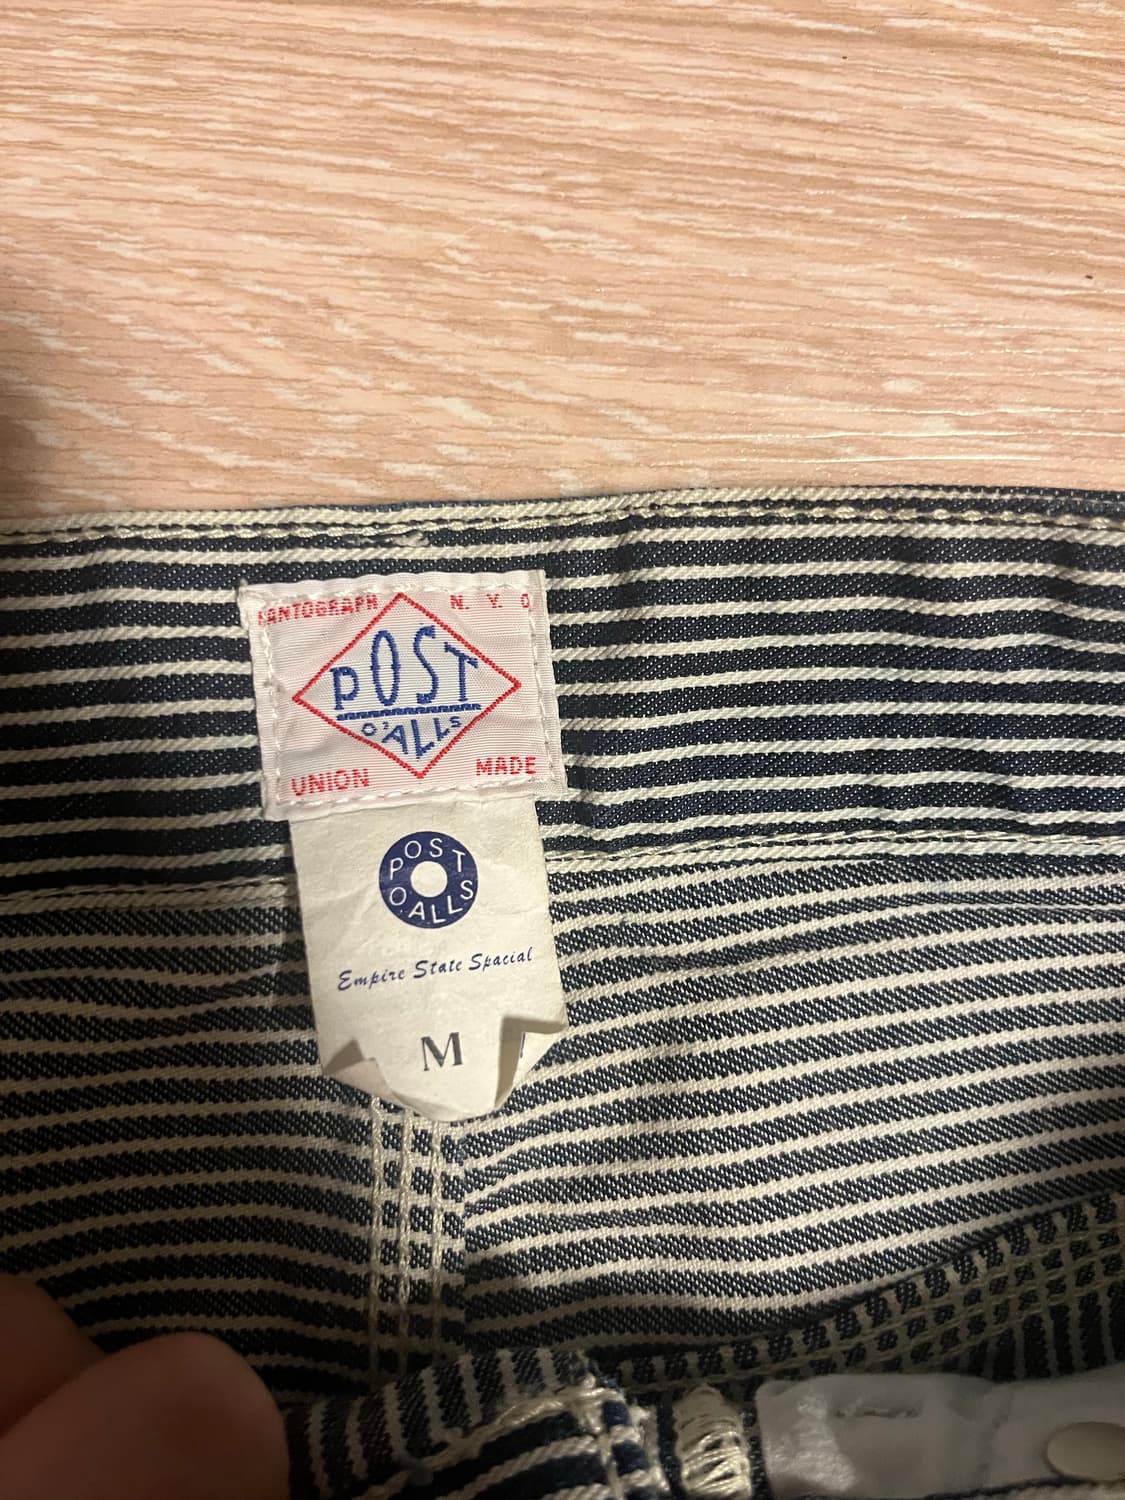 PANTOGRAPH N. Y. C
POST
O'ALLS
UNION MADE
POST
O.ALLS
Empire State Spacial
M